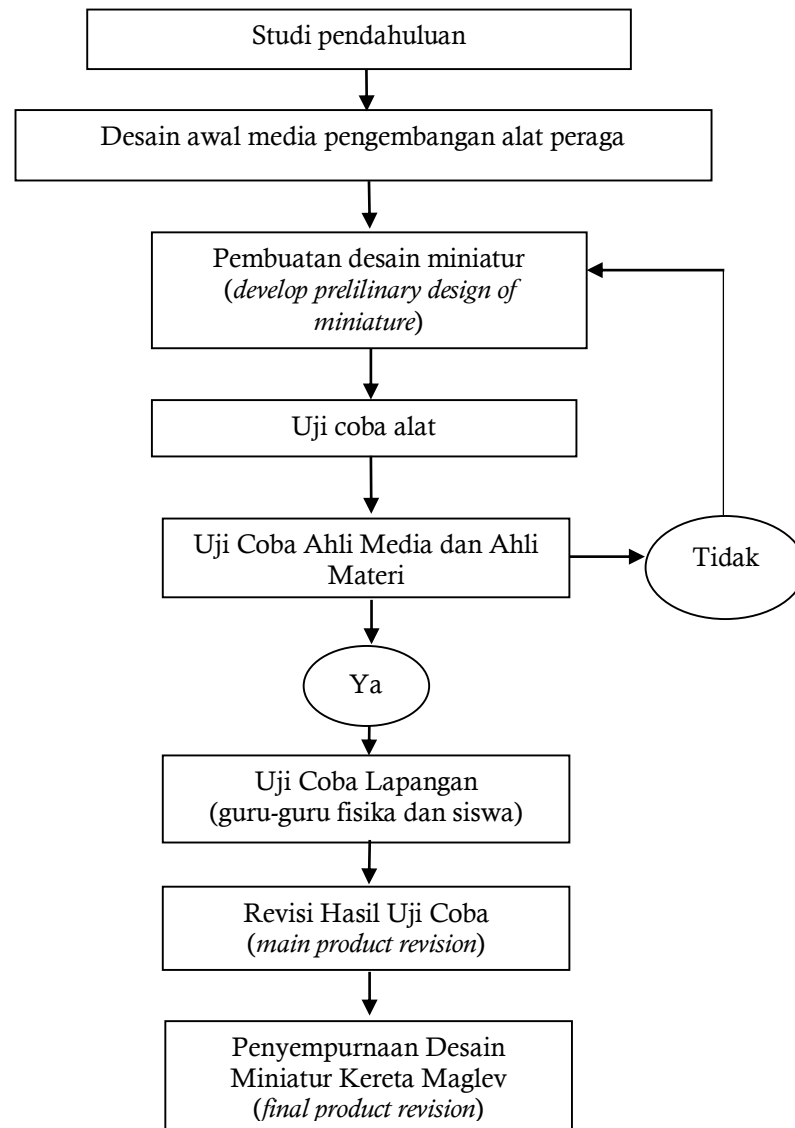 Studi pendahuluan
Desain awal media pengembangan alat peraga
Pembuatan desain miniatur
(develop prelilinary design of
miniature)
Uji coba alat
Uji Coba Ahli Media dan Ahli
Materi
Tidak
Ya
Uji Coba Lapangan
(guru-guru fisika dan siswa)
Revisi Hasil Uji Coba
(main product revision)
Penyempurnaan Desain
Miniatur Kereta Maglev
(final product revision)